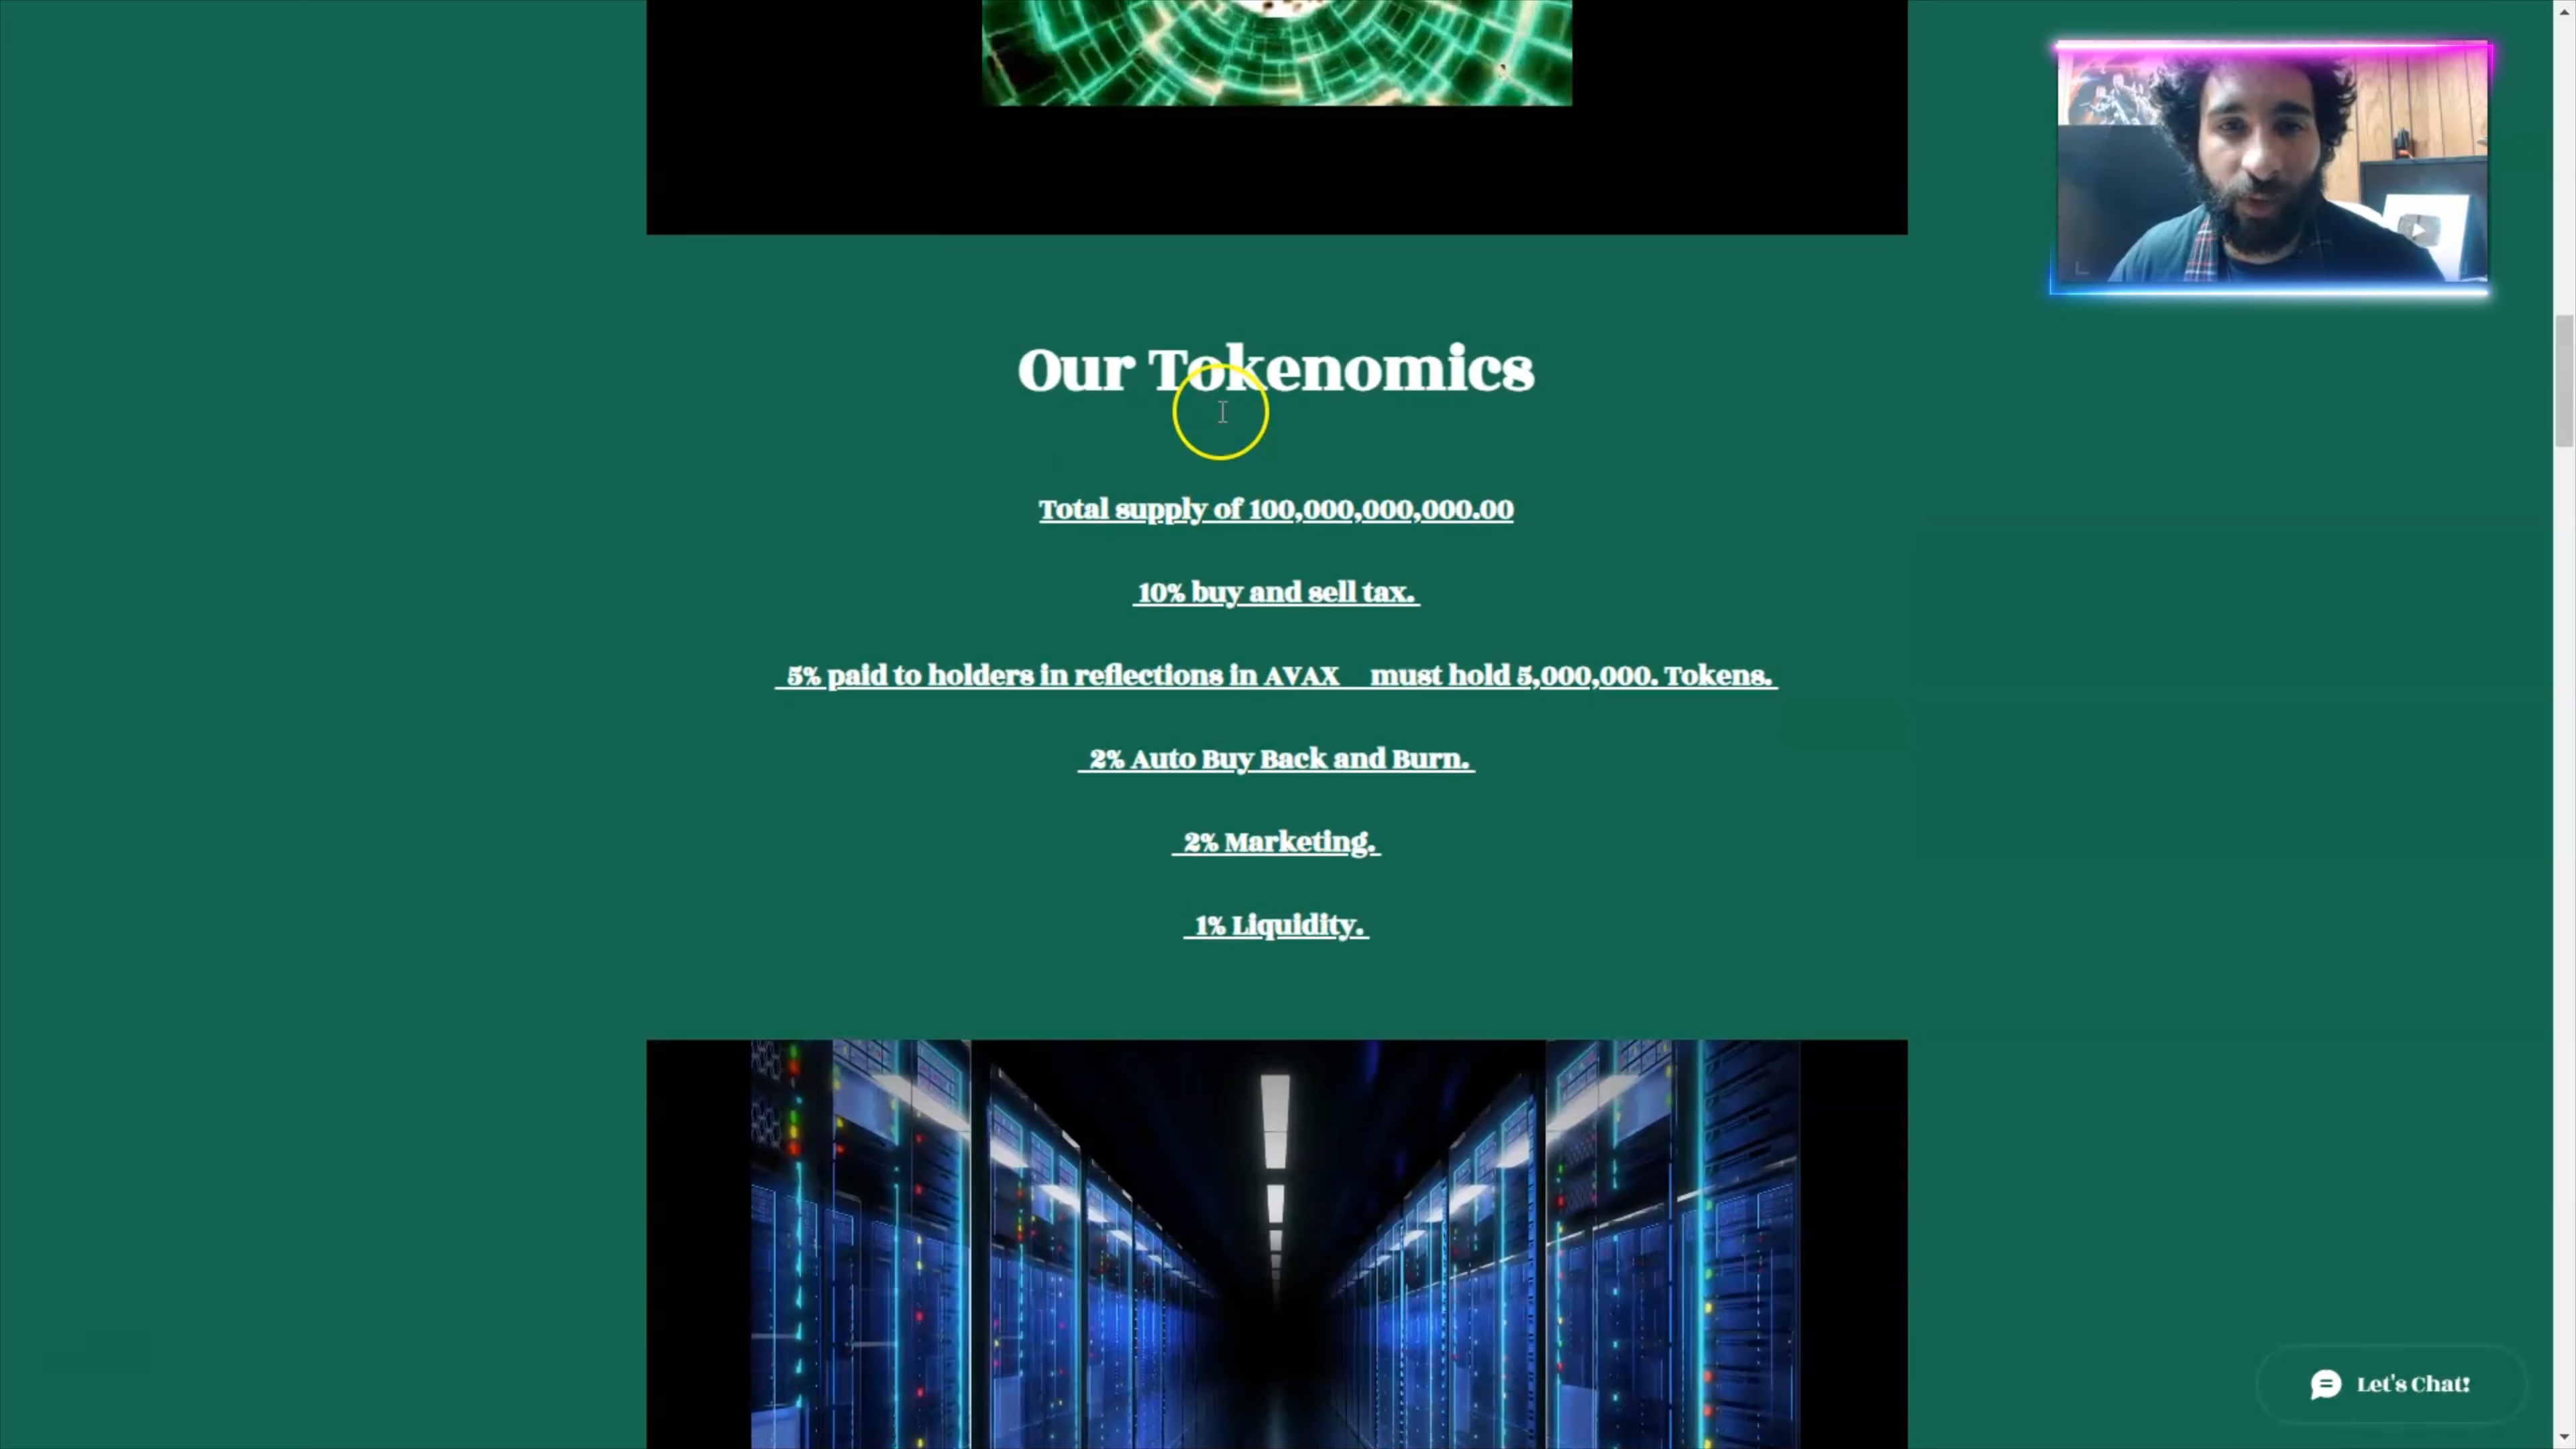 Our Tokenomics
Total supply of 100,000,000,000.00
10% buy and sell tax.
5% paid to holders in reflections in AVAX must hold 5,000,000. Tokens.
2% Auto Buy Back and Burn.
2% Marketing.
1% Liquidity.
Let's Chat!